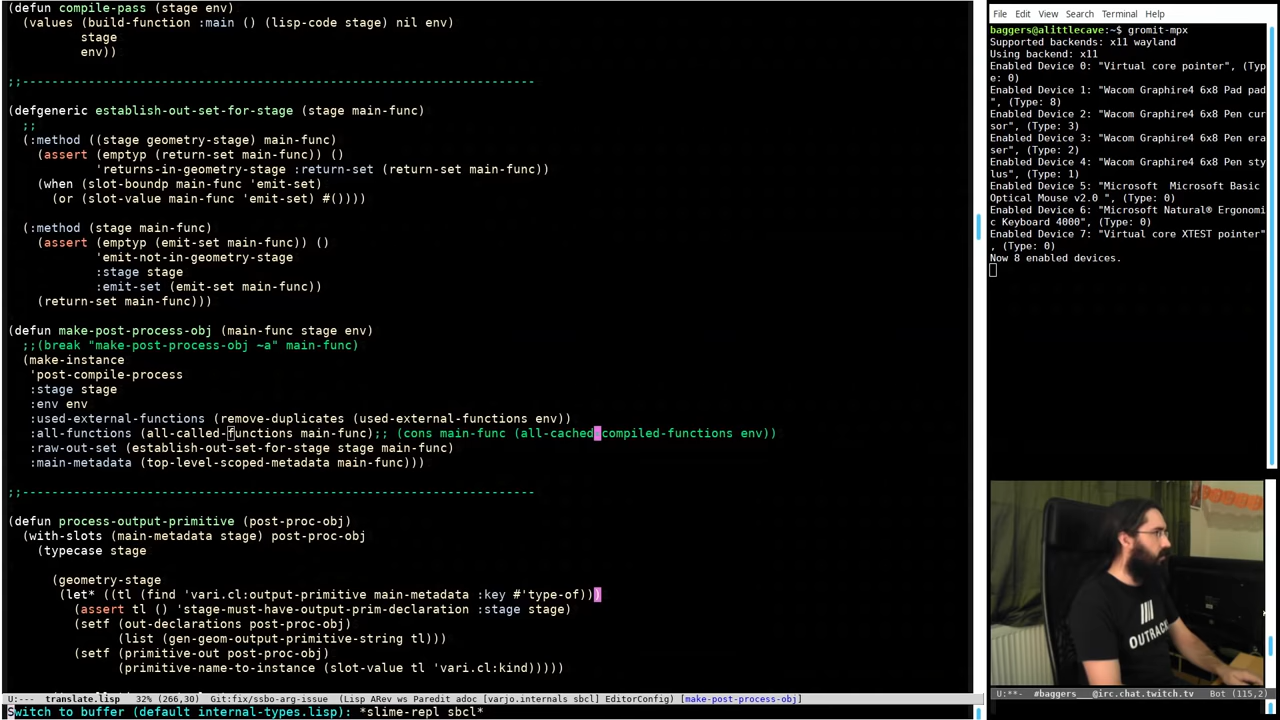 (defun compile-pass (stage env)
  (values (build-function :main () (lisp-code stage) nil env)
          stage
          env))
;;-----------------------------------------------------------------------
(defgeneric establish-out-set-for-stage (stage main-func)
  ;;
  (:method ((stage geometry-stage) main-func)
    (assert (emptyp (return-set main-func)) ()
            'returns-in-geometry-stage :return-set (return-set main-func))
    (when (slot-boundp main-func 'emit-set)
      (or (slot-value main-func 'emit-set) #())))
  (:method (stage main-func)
    (assert (emptyp (emit-set main-func)) ()
            'emit-not-in-geometry-stage
            :stage stage
            :emit-set (emit-set main-func))
    (return-set main-func)))
(defun make-post-process-obj (main-func stage env)
  ;;(break "make-post-process-obj ~a" main-func)
  (make-instance
   'post-compile-process
   :stage stage
   :env env
   :used-external-functions (remove-duplicates (used-external-functions env))
   :all-functions (all-called-functions main-func);; (cons main-func (all-cached-compiled-functions env))
   :raw-out-set (establish-out-set-for-stage stage main-func)
   :main-metadata (top-level-scoped-metadata main-func)))
;;-----------------------------------------------------------------------
(defun process-output-primitive (post-proc-obj)
  (with-slots (main-metadata stage) post-proc-obj
    (typecase stage
      (geometry-stage
       (let* ((tl (find 'vari.cl:output-primitive main-metadata :key #'type-of)))
         (assert tl () 'stage-must-have-output-prim-declaration :stage stage)
         (setf (out-declarations post-proc-obj)
               (list (gen-geom-output-primitive-string tl)))
         (setf (primitive-out post-proc-obj)
               (primitive-name-to-instance (slot-value tl 'vari.cl:kind)))))
U:--- translate.lisp 32% (266,30) Git:fix/ssbo-arg-issue (Lisp ARev ws Paredit adoc [varjo.internals sbcl] EditorConfig) [make-post-process-obj]
Switch to buffer (default internal-types.lisp): *slime-repl sbcl*
File Edit View Search Terminal Help
baggers@alittlecave:~$ gromit-mpx
Supported backends: x11 wayland
Using backend: x11
Enabled Device 0: "Virtual core pointer", (Typ
e: 0)
Enabled Device 1: "Wacom Graphire4 6x8 Pad pad
", (Type: 8)
Enabled Device 2: "Wacom Graphire4 6x8 Pen cur
sor", (Type: 3)
Enabled Device 3: "Wacom Graphire4 6x8 Pen era
ser", (Type: 2)
Enabled Device 4: "Wacom Graphire4 6x8 Pen sty
lus", (Type: 1)
Enabled Device 5: "Microsoft  Microsoft Basic
Optical Mouse v2.0 ", (Type: 0)
Enabled Device 6: "Microsoft Natural® Ergonomi
c Keyboard 4000", (Type: 0)
Enabled Device 7: "Virtual core XTEST pointer"
, (Type: 0)
Now 8 enabled devices.
OUTRACK
U:**- #baggers___@irc.chat.twitch.tv Bot (115,2)